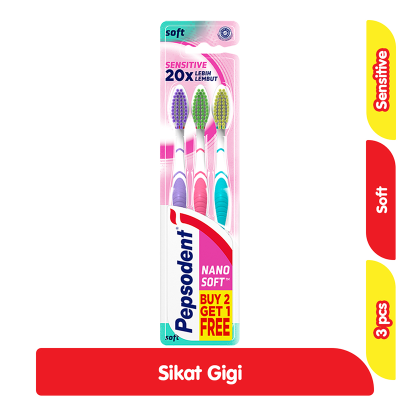 soft
SENSITIVE
20x LEBIH
LEMBUT
Pepsodent
NANO
SOFT™
BUY 2
GET 1
FREE
soft
Sensitive
Soft
3 pcs
Sikat Gigi